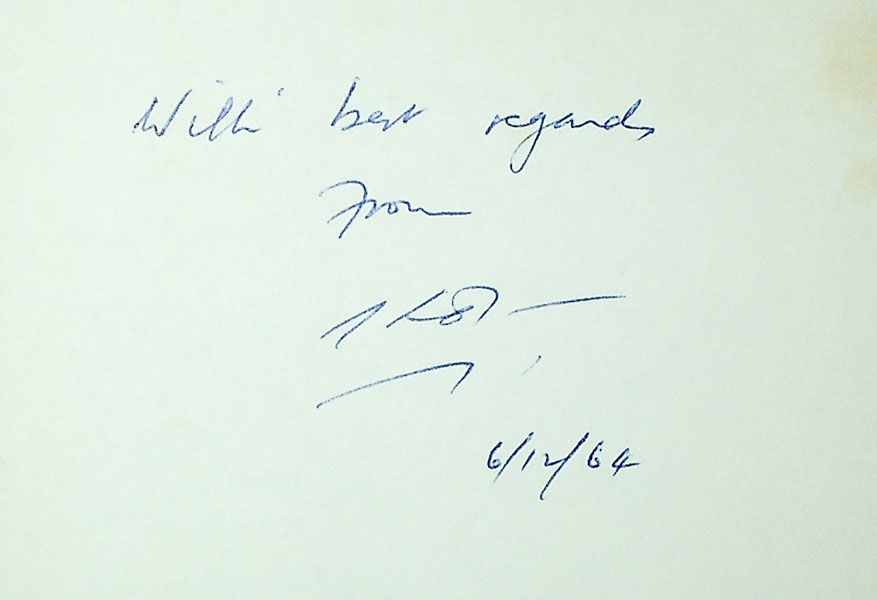 With best regards
From
6/12/64